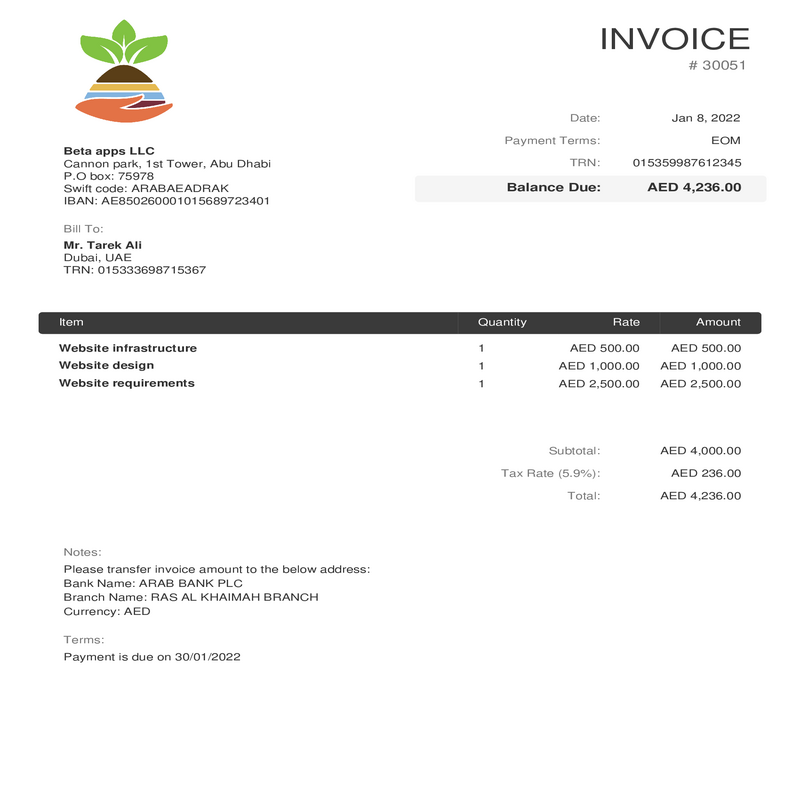 INVOICE
# 30051
Date: Jan 8, 2022
Payment Terms: EOM
TRN: 015359987612345
Balance Due: AED 4,236.00
Beta apps LLC
Cannon park, 1st Tower, Abu Dhabi
P.O box: 75978
Swift code: ARABAEADRAK
IBAN: AE850260001015689723401
Bill To:
Mr. Tarek Ali
Dubai, UAE
TRN: 015333698715367
Item Quantity Rate Amount
Website infrastructure 1 AED 500.00 AED 500.00
Website design 1 AED 1,000.00 AED 1,000.00
Website requirements 1 AED 2,500.00 AED 2,500.00
Subtotal: AED 4,000.00
Tax Rate (5.9%): AED 236.00
Total: AED 4,236.00
Notes:
Please transfer invoice amount to the below address:
Bank Name: ARAB BANK PLC
Branch Name: RAS AL KHAIMAH BRANCH
Currency: AED
Terms:
Payment is due on 30/01/2022